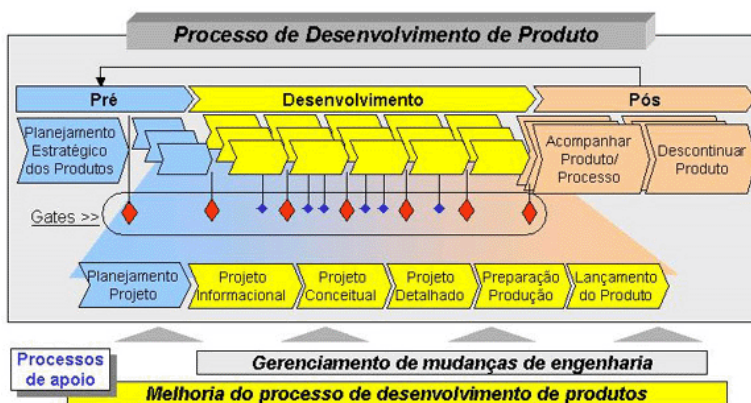 Processo de Desenvolvimento de Produto
Pré
Desenvolvimento
Pós
Planejamento
Estratégico
dos Produtos
Acompanhar
Produto/
Processo
Descontinuar
Produto
Gates >>
Planejamento
Projeto
Projeto
Informacional
Projeto
Conceitual
Projeto
Detalhado
Preparação
Produção
Lançamento
do Produto
Processos
de apoio
Gerenciamento de mudanças de engenharia
Melhoria do processo de desenvolvimento de produtos